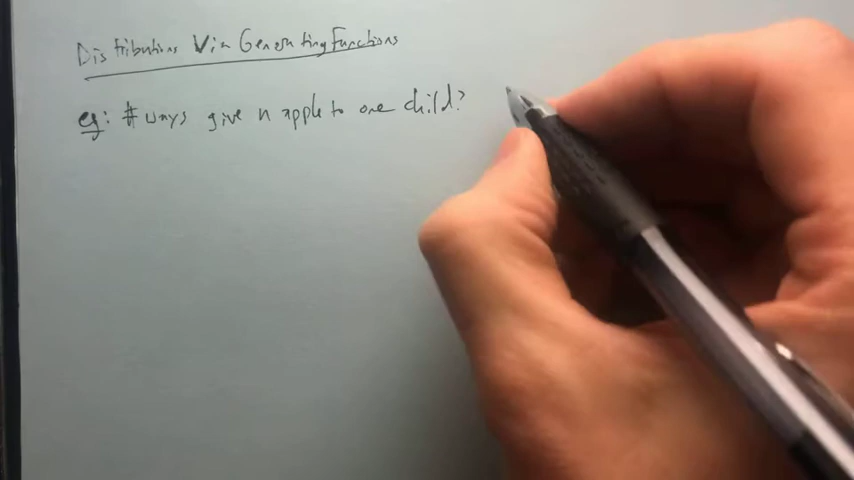 Distributions Via Generating Functions
eg: # ways give n apple to one child?